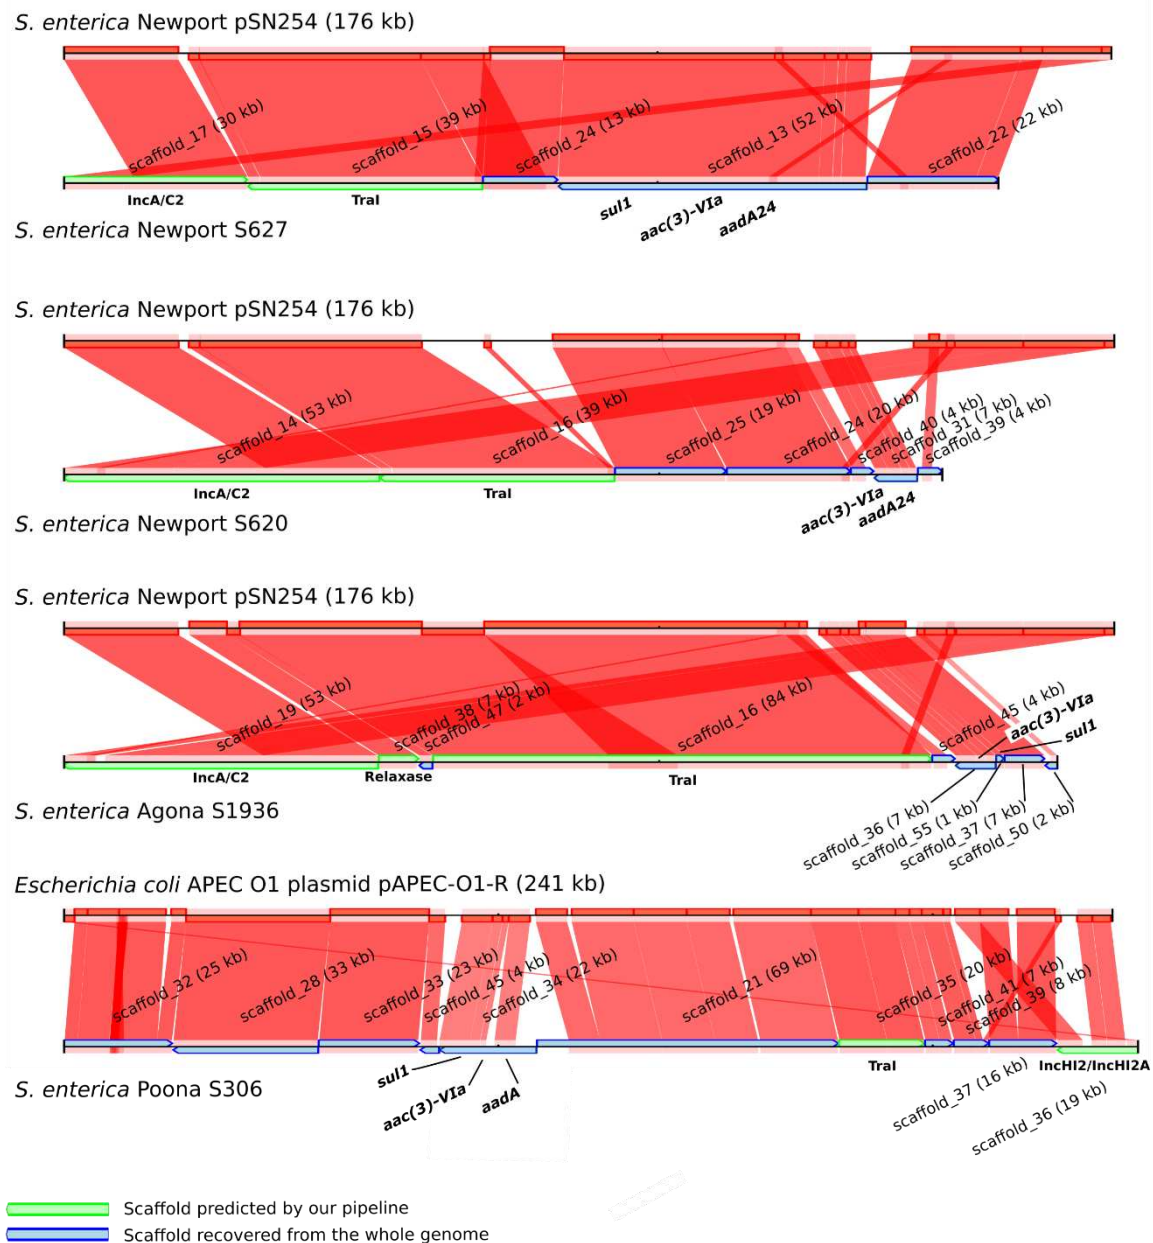 S. enterica Newport pSN254 (176 kb)
scaffold_17 (30 kb)
scaffold_15 (39 kb)
scaffold_24 (13 kb)
scaffold_13 (52 kb)
scaffold_22 (22 kb)
IncA/C2
TraI
sul1
aac(3)-VIa
aadA24
S. enterica Newport S627
S. enterica Newport pSN254 (176 kb)
scaffold_14 (53 kb)
scaffold_16 (39 kb)
scaffold_25 (19 kb)
scaffold_24 (20 kb)
scaffold_40 (4 kb)
scaffold_31 (7 kb)
scaffold_39 (4 kb)
IncA/C2
TraI
aac(3)-VIa
aadA24
S. enterica Newport S620
S. enterica Newport pSN254 (176 kb)
scaffold_19 (53 kb)
scaffold_38 (7 kb)
scaffold_47 (2 kb)
scaffold_16 (84 kb)
scaffold_45 (4 kb)
aac(3)-VIa
sul1
IncA/C2
Relaxase
TraI
S. enterica Agona S1936
scaffold_36 (7 kb)
scaffold_55 (1 kb)
scaffold_37 (7 kb)
scaffold_50 (2 kb)
Escherichia coli APEC O1 plasmid pAPEC-O1-R (241 kb)
scaffold_32 (25 kb)
scaffold_28 (33 kb)
scaffold_33 (23 kb)
scaffold_45 (4 kb)
scaffold_34 (22 kb)
scaffold_21 (69 kb)
scaffold_35 (20 kb)
scaffold_41 (7 kb)
scaffold_39 (8 kb)
sul1
aac(3)-VIa
aadA
TraI
IncHI2/IncHI2A
S. enterica Poona S306
scaffold_37 (16 kb)
scaffold_36 (19 kb)
Scaffold predicted by our pipeline
Scaffold recovered from the whole genome